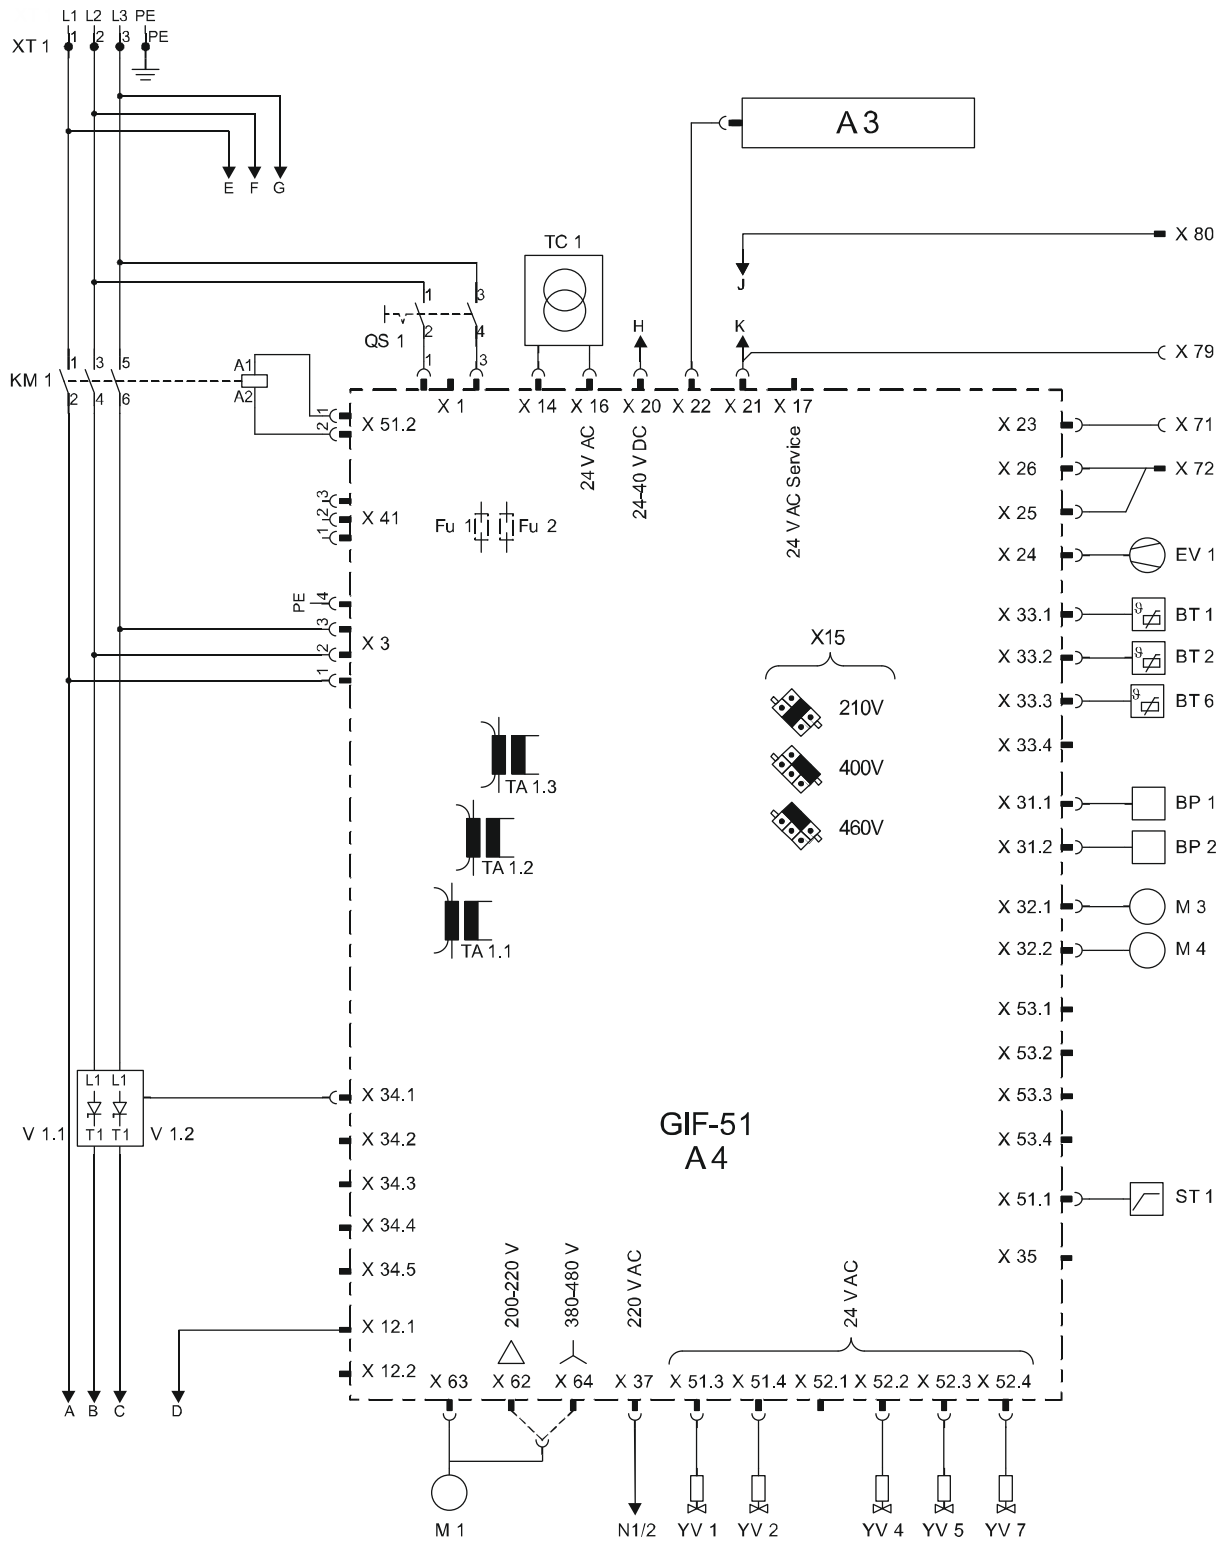 L1 L2 L3 PE
XT 1 1 2 3 PE
E F G
A 3
X 80
J
TC 1
1 3
QS 1 2 4
H K
X 79
1 3
KM 1 1 3 5
2 4 6
A1
A2
X 1 X 14 X 16 X 20 X 22 X 21 X 17
24 V AC
24-40 V DC
24 V AC Service
1 2 X 51.2
3 2 1 X 41
Fu 1 Fu 2
PE 4
3 2 1 X 3
X 23 X 71
X 26 X 72
X 25
X 24 EV 1
X 33.1 ϑ BT 1
X 33.2 ϑ BT 2
X 33.3 ϑ BT 6
X 33.4
X15
210V
400V
460V
X 31.1 BP 1
X 31.2 BP 2
TA 1.3
TA 1.2
TA 1.1
X 32.1 M 3
X 32.2 M 4
X 53.1
X 53.2
X 53.3
X 53.4
L1 L1
T1 T1
V 1.1 V 1.2
X 34.1
X 34.2
X 34.3
X 34.4
X 34.5
GIF-51
A 4
X 51.1 ST 1
X 35
X 12.1
X 12.2
200-220 V
380-480 V
220 V AC
24 V AC
X 63 X 62 X 64 X 37 X 51.3 X 51.4 X 52.1 X 52.2 X 52.3 X 52.4
A B C D
M 1 N1/2 YV 1 YV 2 YV 4 YV 5 YV 7